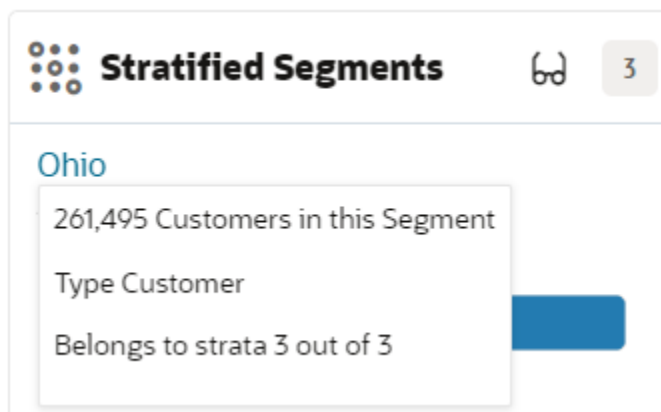 Stratified Segments
3
Ohio
261,495 Customers in this Segment
Type Customer
Belongs to strata 3 out of 3